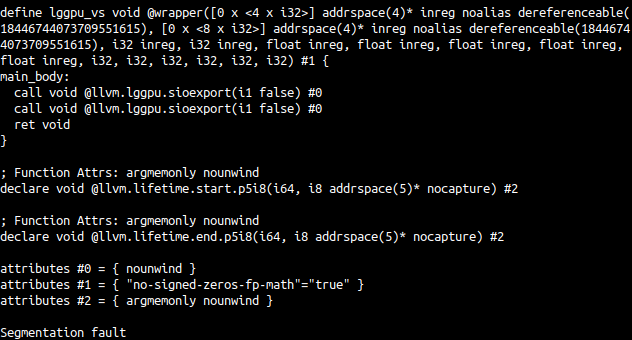 define lggpu_vs void @wrapper([0 x <4 x i32>] addrspace(4)* inreg noalias dereferenceable(
18446744073709551615), [0 x <8 x i32>] addrspace(4)* inreg noalias dereferenceable(1844674
4073709551615), i32 inreg, i32 inreg, float inreg, float inreg, float inreg, float inreg,
float inreg, i32, i32, i32, i32, i32, i32) #1 {
main_body:
  call void @llvm.lggpu.sioexport(i1 false) #0
  call void @llvm.lggpu.sioexport(i1 false) #0
  ret void
}

; Function Attrs: argmemonly nounwind
declare void @llvm.lifetime.start.p5i8(i64, i8 addrspace(5)* nocapture) #2

; Function Attrs: argmemonly nounwind
declare void @llvm.lifetime.end.p5i8(i64, i8 addrspace(5)* nocapture) #2

attributes #0 = { nounwind }
attributes #1 = { "no-signed-zeros-fp-math"="true" }
attributes #2 = { argmemonly nounwind }

Segmentation fault